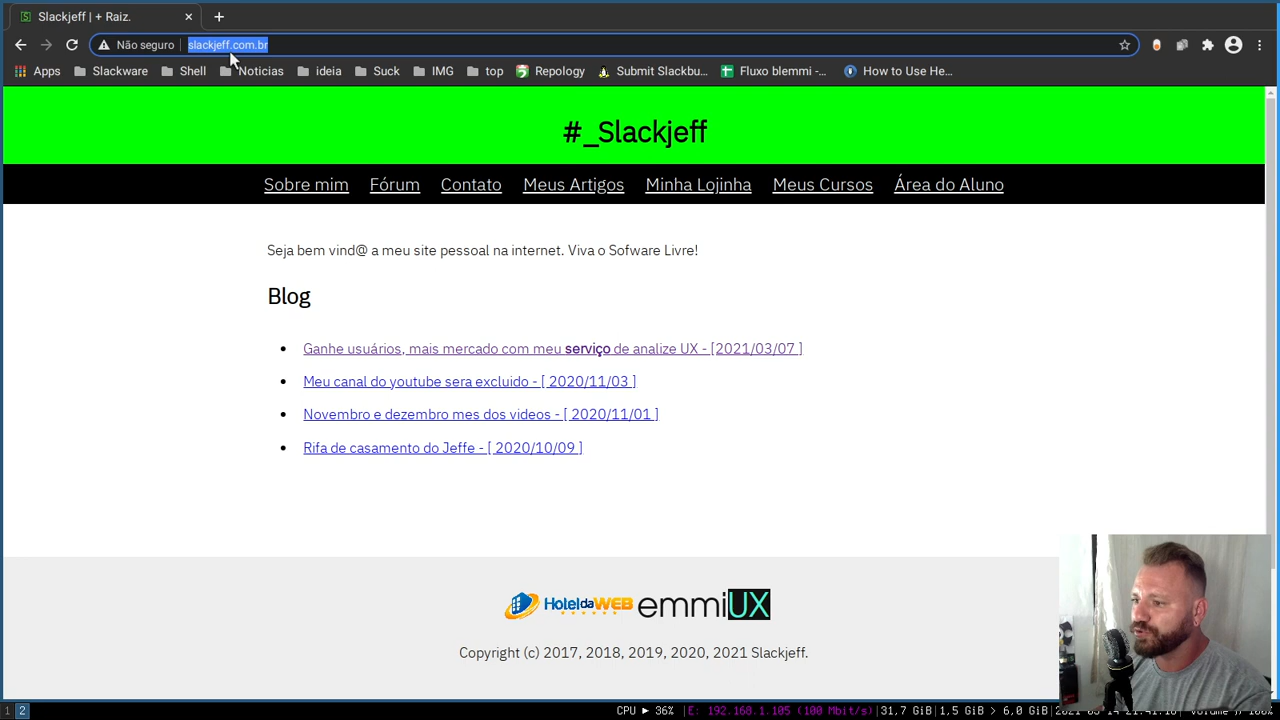 Slackjeff | + Raiz.
Não seguro slackjeff.com.br
Apps Slackware Shell Noticias ideia Suck IMG top Repology Submit Slackbu... Fluxo blemmi -... How to Use He...
#_Slackjeff
Sobre mim Fórum Contato Meus Artigos Minha Lojinha Meus Cursos Área do Aluno
Seja bem vind@ a meu site pessoal na internet. Viva o Sofware Livre!
Blog
Ganhe usuários, mais mercado com meu serviço de analize UX - [2021/03/07 ]
Meu canal do youtube sera excluido - [ 2020/11/03 ]
Novembro e dezembro mes dos videos - [ 2020/11/01 ]
Rifa de casamento do Jeffe - [ 2020/10/09 ]
HoteldaWEB emmiUX
Copyright (c) 2017, 2018, 2019, 2020, 2021 Slackjeff.
1 2 CPU ► 36% |E: 192.168.1.105 (100 Mbit/s)|31,7 GiB|1,5 GiB > 6,0 GiB|